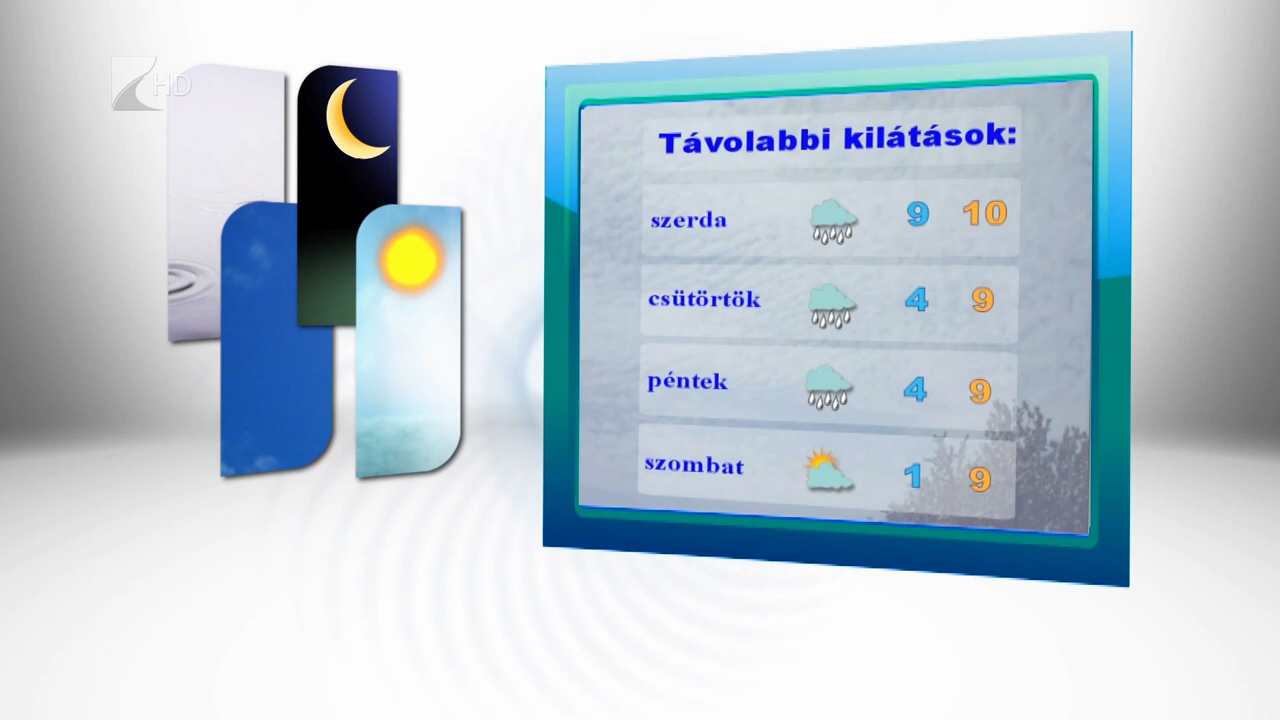 HD
Távolabbi kilátások:
szerda 9 10
csütörtök 4 9
péntek 4 9
szombat 1 9